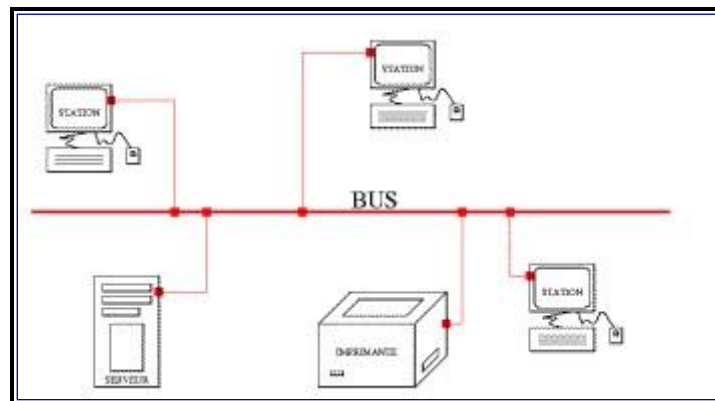 STATION
STATION
BUS
STATION
IMPRIMANTE
SERVEUR